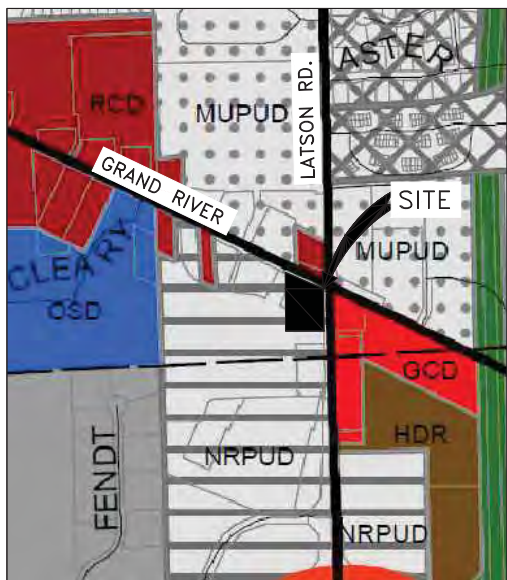 ASTER
RCD
MUPUD
LATSON RD.
GRAND RIVER
SITE
MUPUD
CLEARY
OSD
GCD
HDR
FENDT
NRPUD
NRPUD